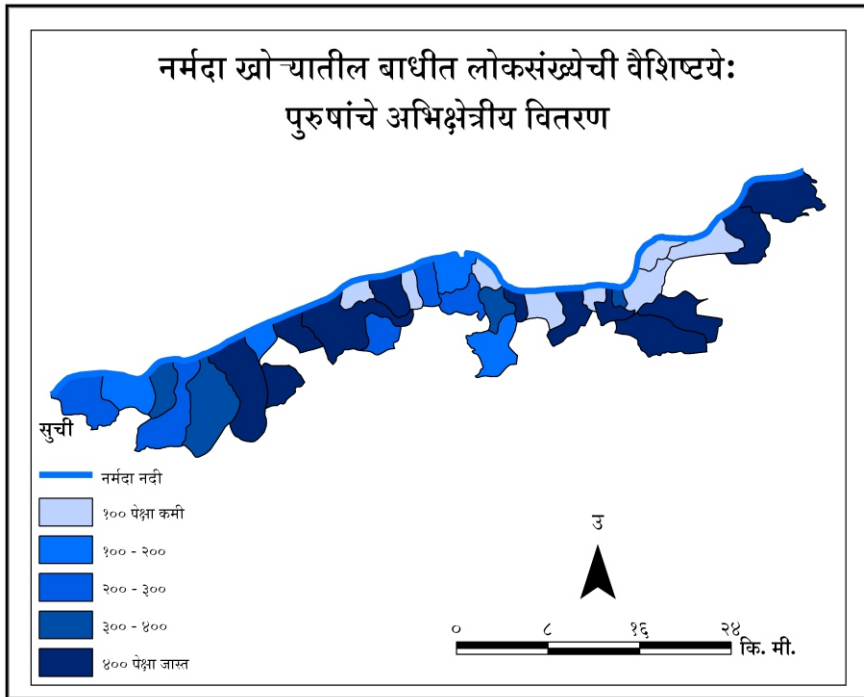 नर्मदा खोऱ्यातील बाधीत लोकसंख्येची वैशिष्टये:
पुरुषांचे अभिक्षेत्रीय वितरण
सुची
नर्मदा नदी
१०० पेक्षा कमी
१०० - २००
२०० - ३००
३०० - ४००
४०० पेक्षा जास्त
उ
० ८ १६ २४
कि. मी.